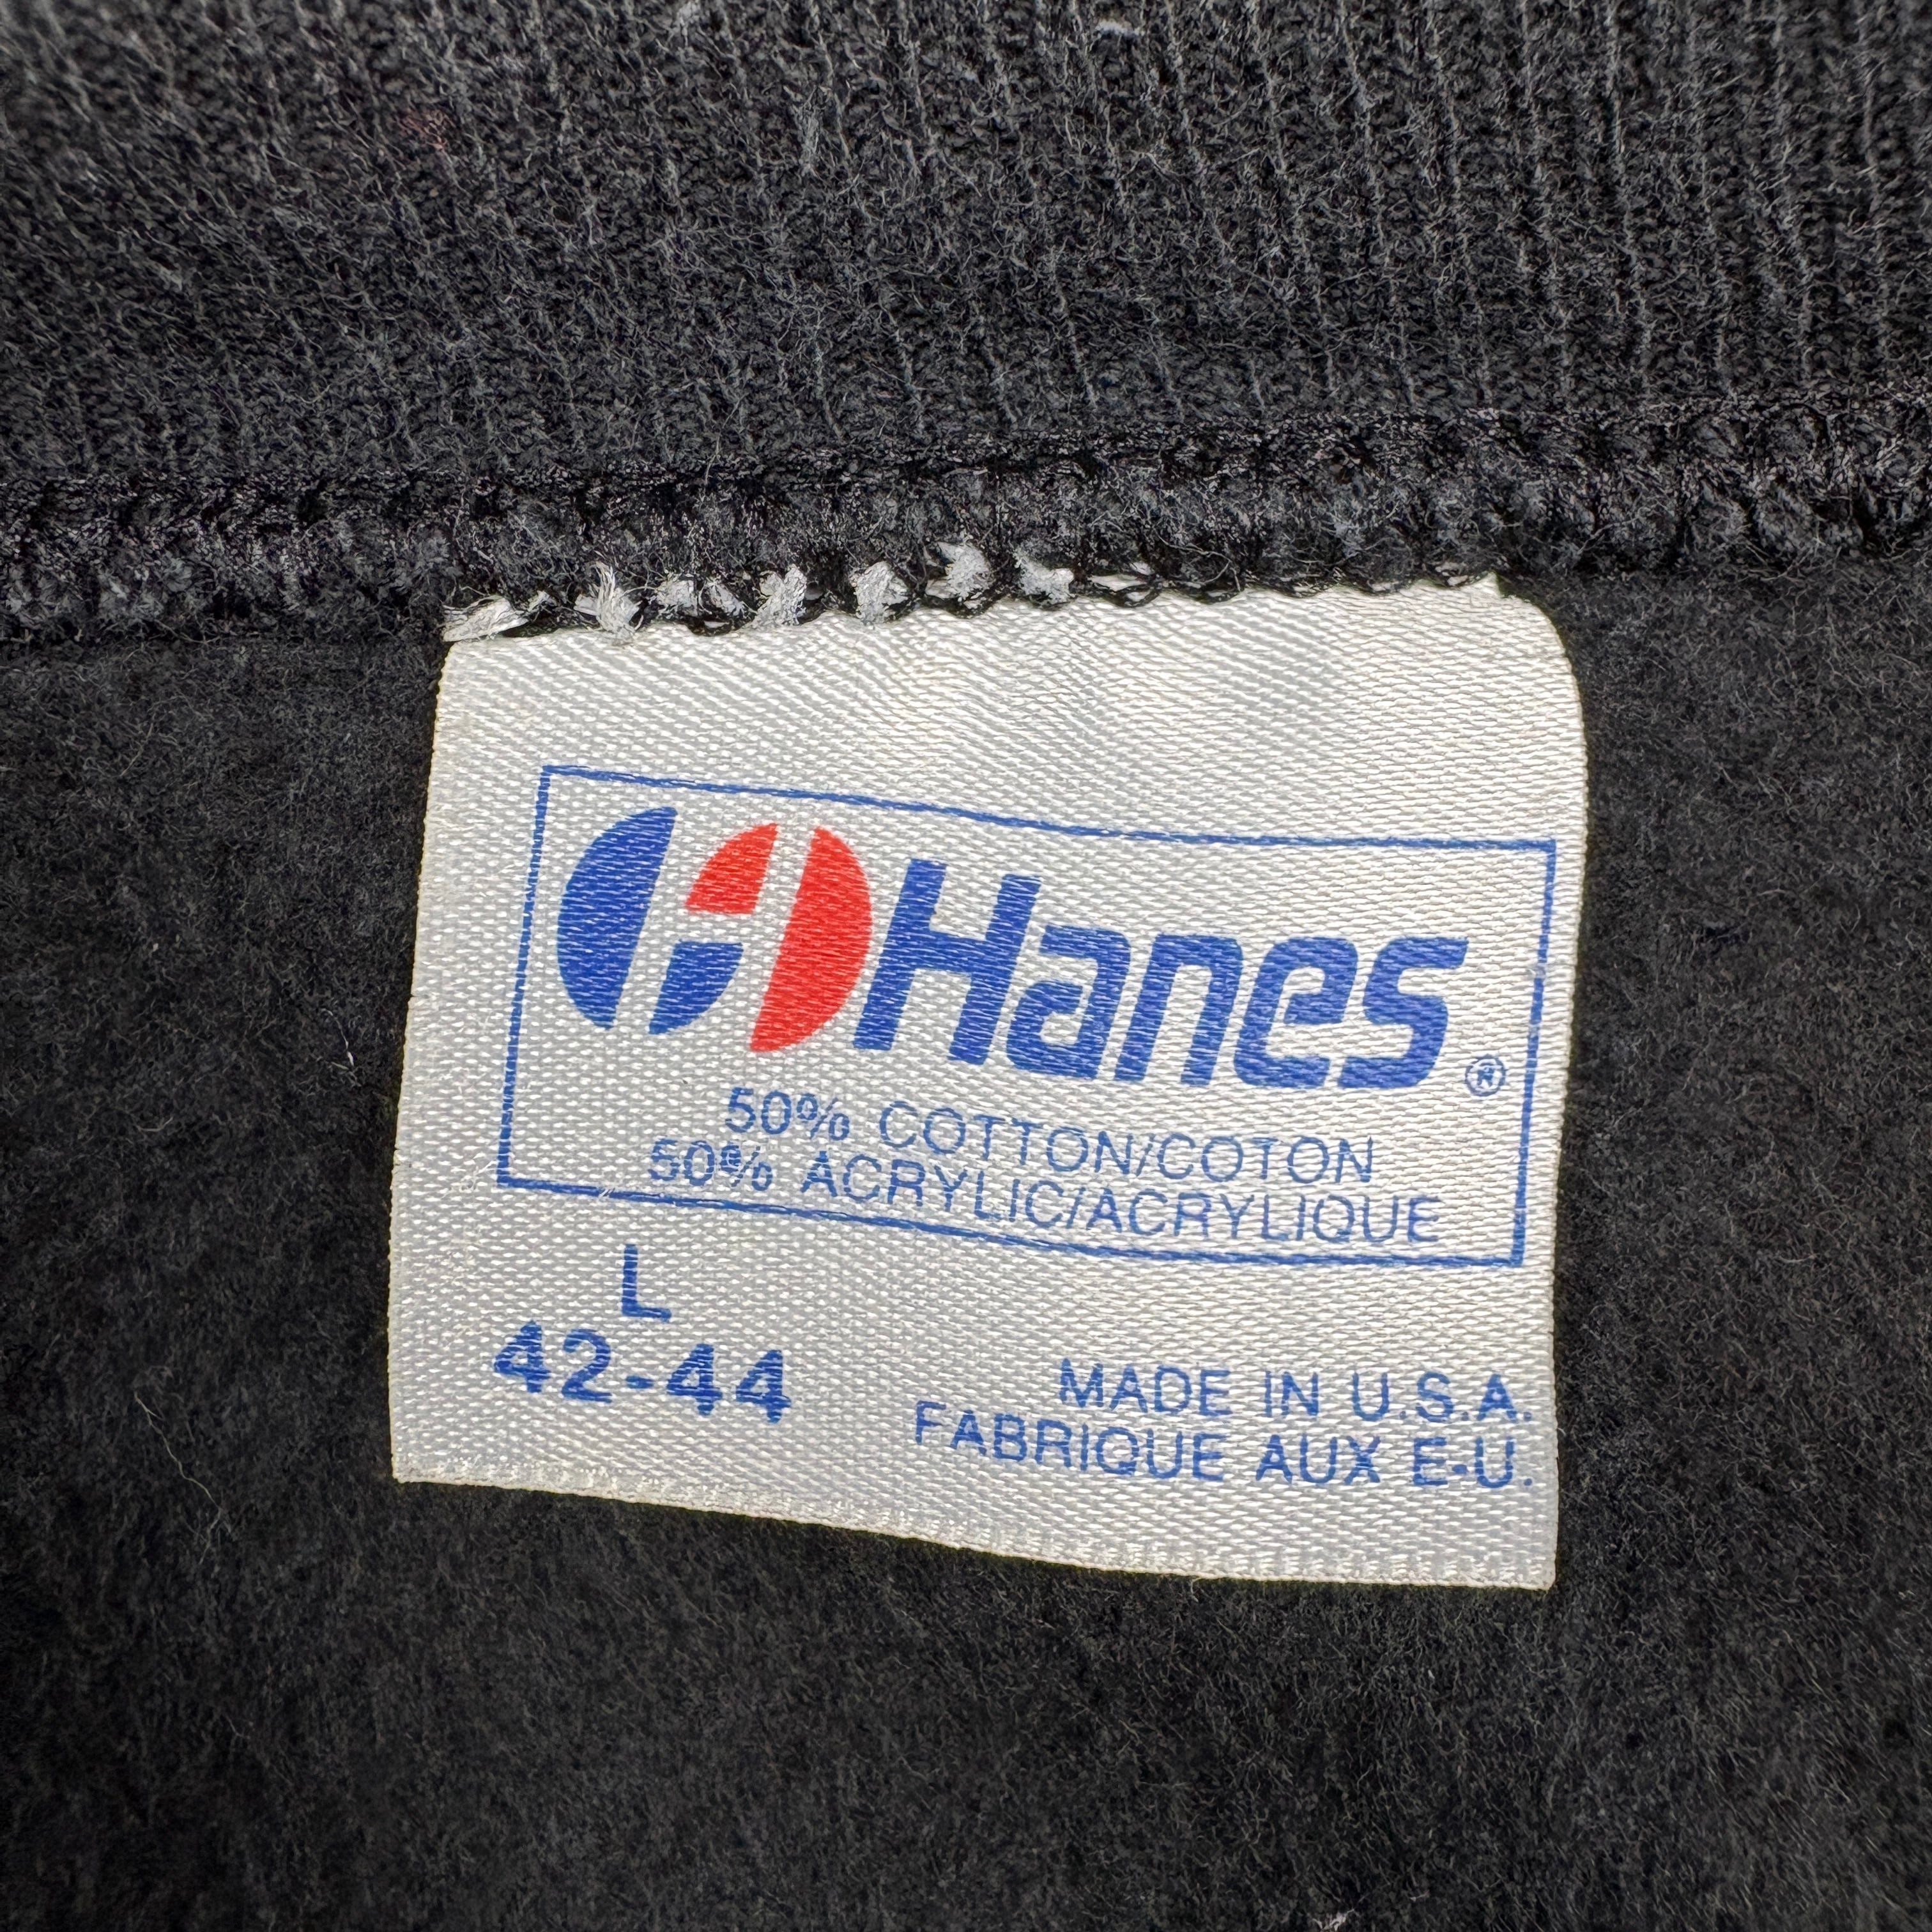 Hanes®
50% COTTON/COTON
50% ACRYLIC/ACRYLIQUE
L
42-44
MADE IN U.S.A.
FABRIQUE AUX E-U.